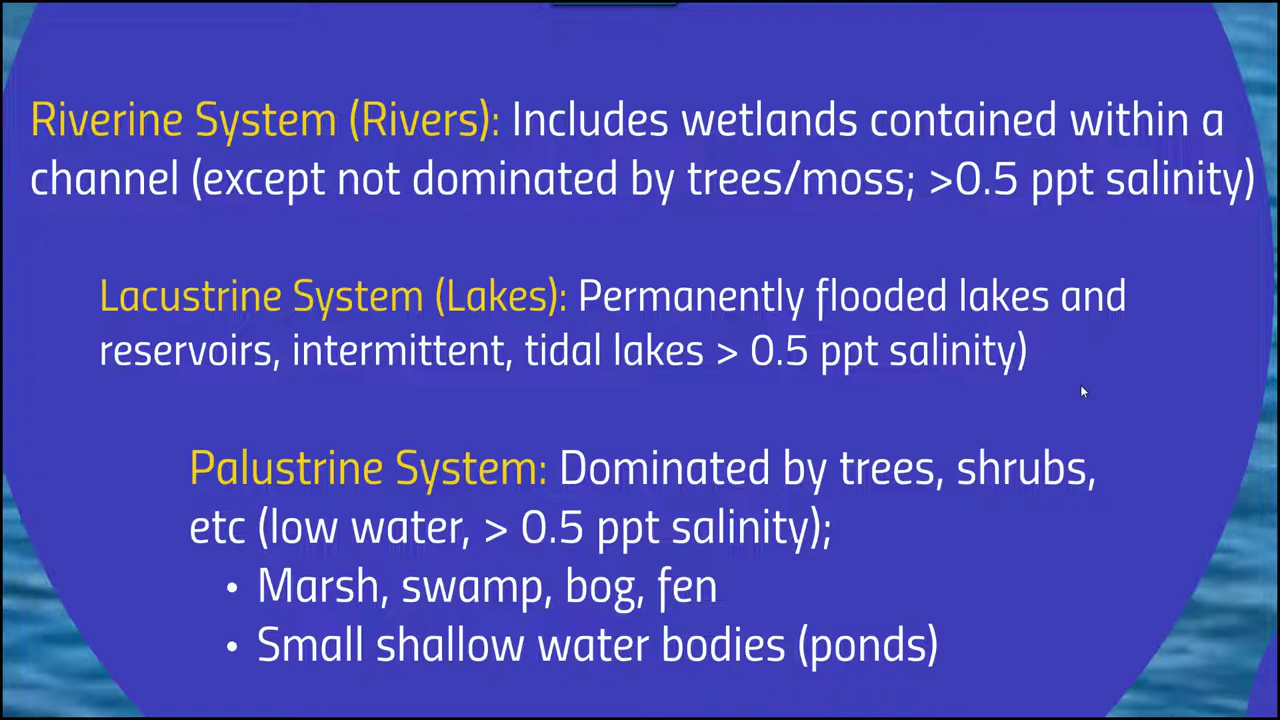 Riverine System (Rivers): Includes wetlands contained within a
channel (except not dominated by trees/moss; >0.5 ppt salinity)
Lacustrine System (Lakes): Permanently flooded lakes and
reservoirs, intermittent, tidal lakes > 0.5 ppt salinity)
Palustrine System: Dominated by trees, shrubs,
etc (low water, > 0.5 ppt salinity);
• Marsh, swamp, bog, fen
• Small shallow water bodies (ponds)